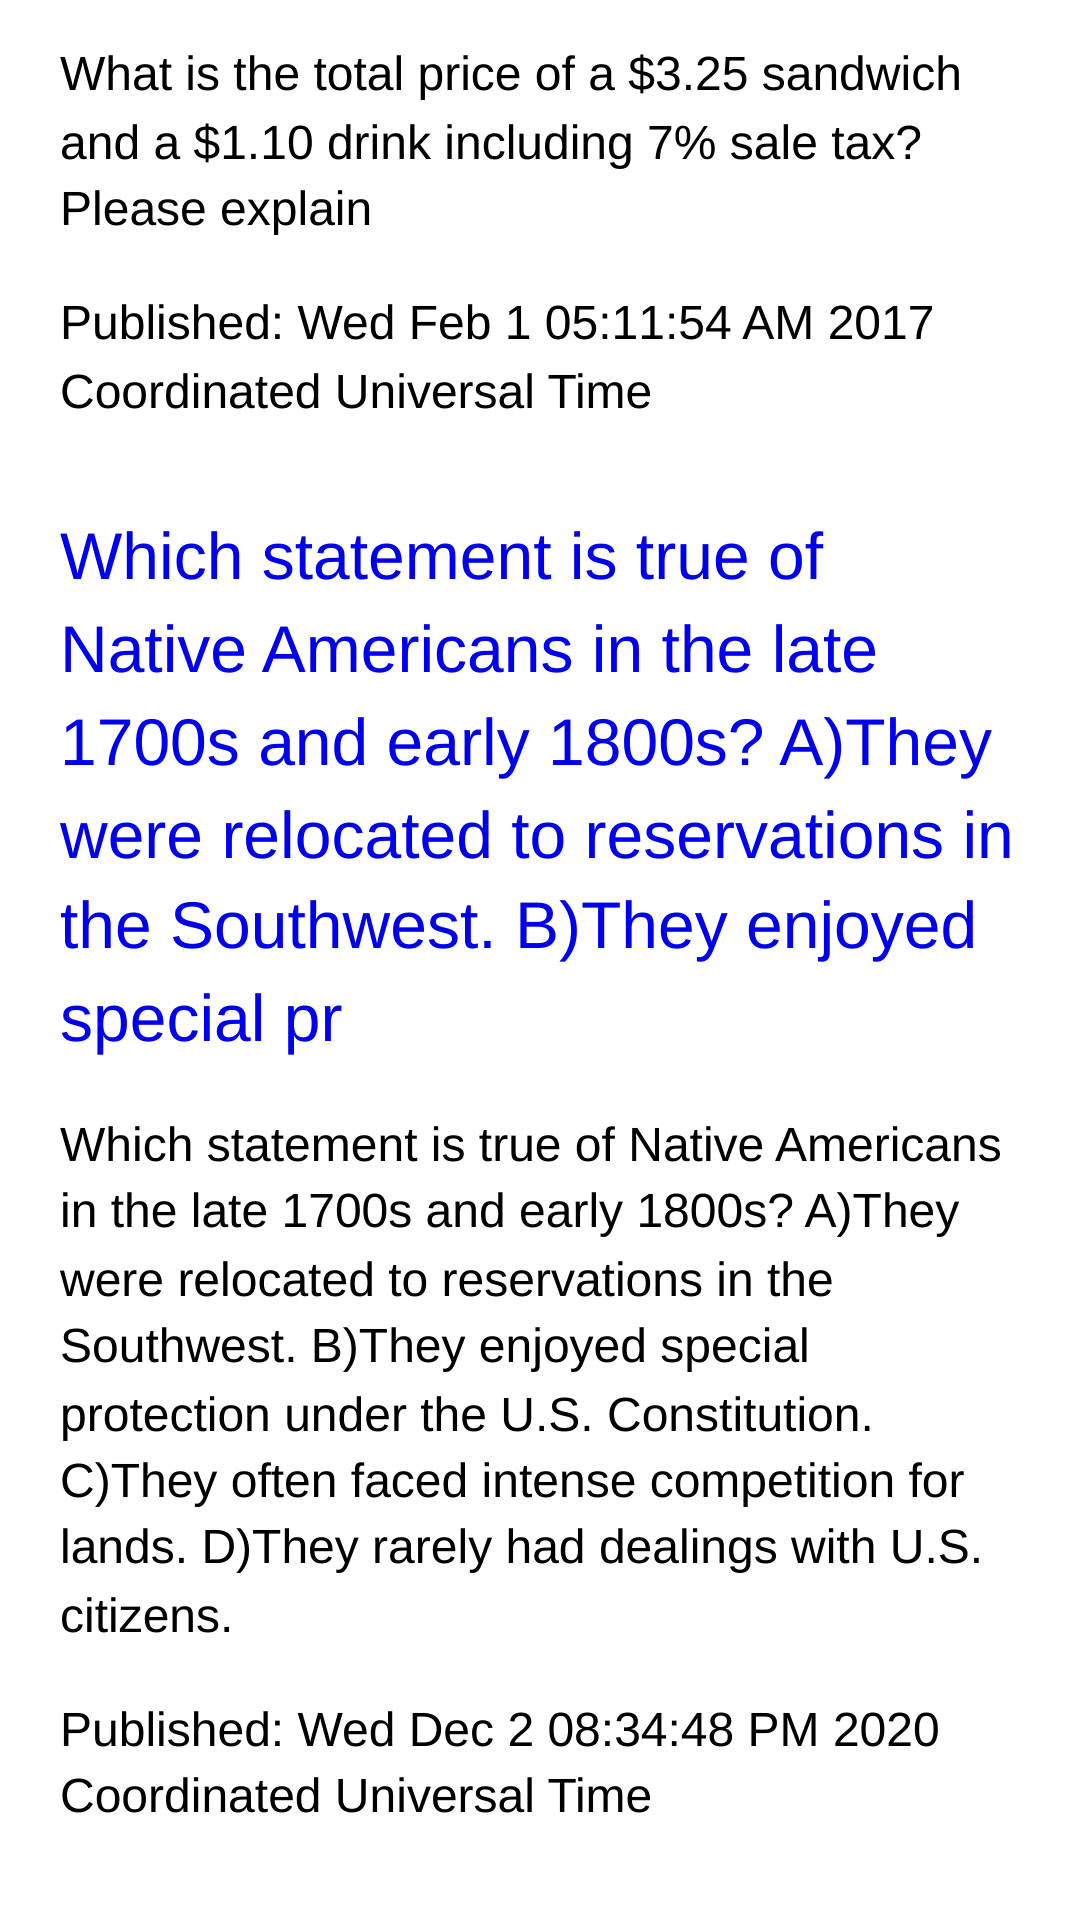 What is the total price of a $3.25 sandwich
and a $1.10 drink including 7% sale tax?
Please explain
Published: Wed Feb 1 05:11:54 AM 2017
Coordinated Universal Time
Which statement is true of
Native Americans in the late
1700s and early 1800s? A)They
were relocated to reservations in
the Southwest. B)They enjoyed
special pr
Which statement is true of Native Americans
in the late 1700s and early 1800s? A)They
were relocated to reservations in the
Southwest. B)They enjoyed special
protection under the U.S. Constitution.
C)They often faced intense competition for
lands. D)They rarely had dealings with U.S.
citizens.
Published: Wed Dec 2 08:34:48 PM 2020
Coordinated Universal Time